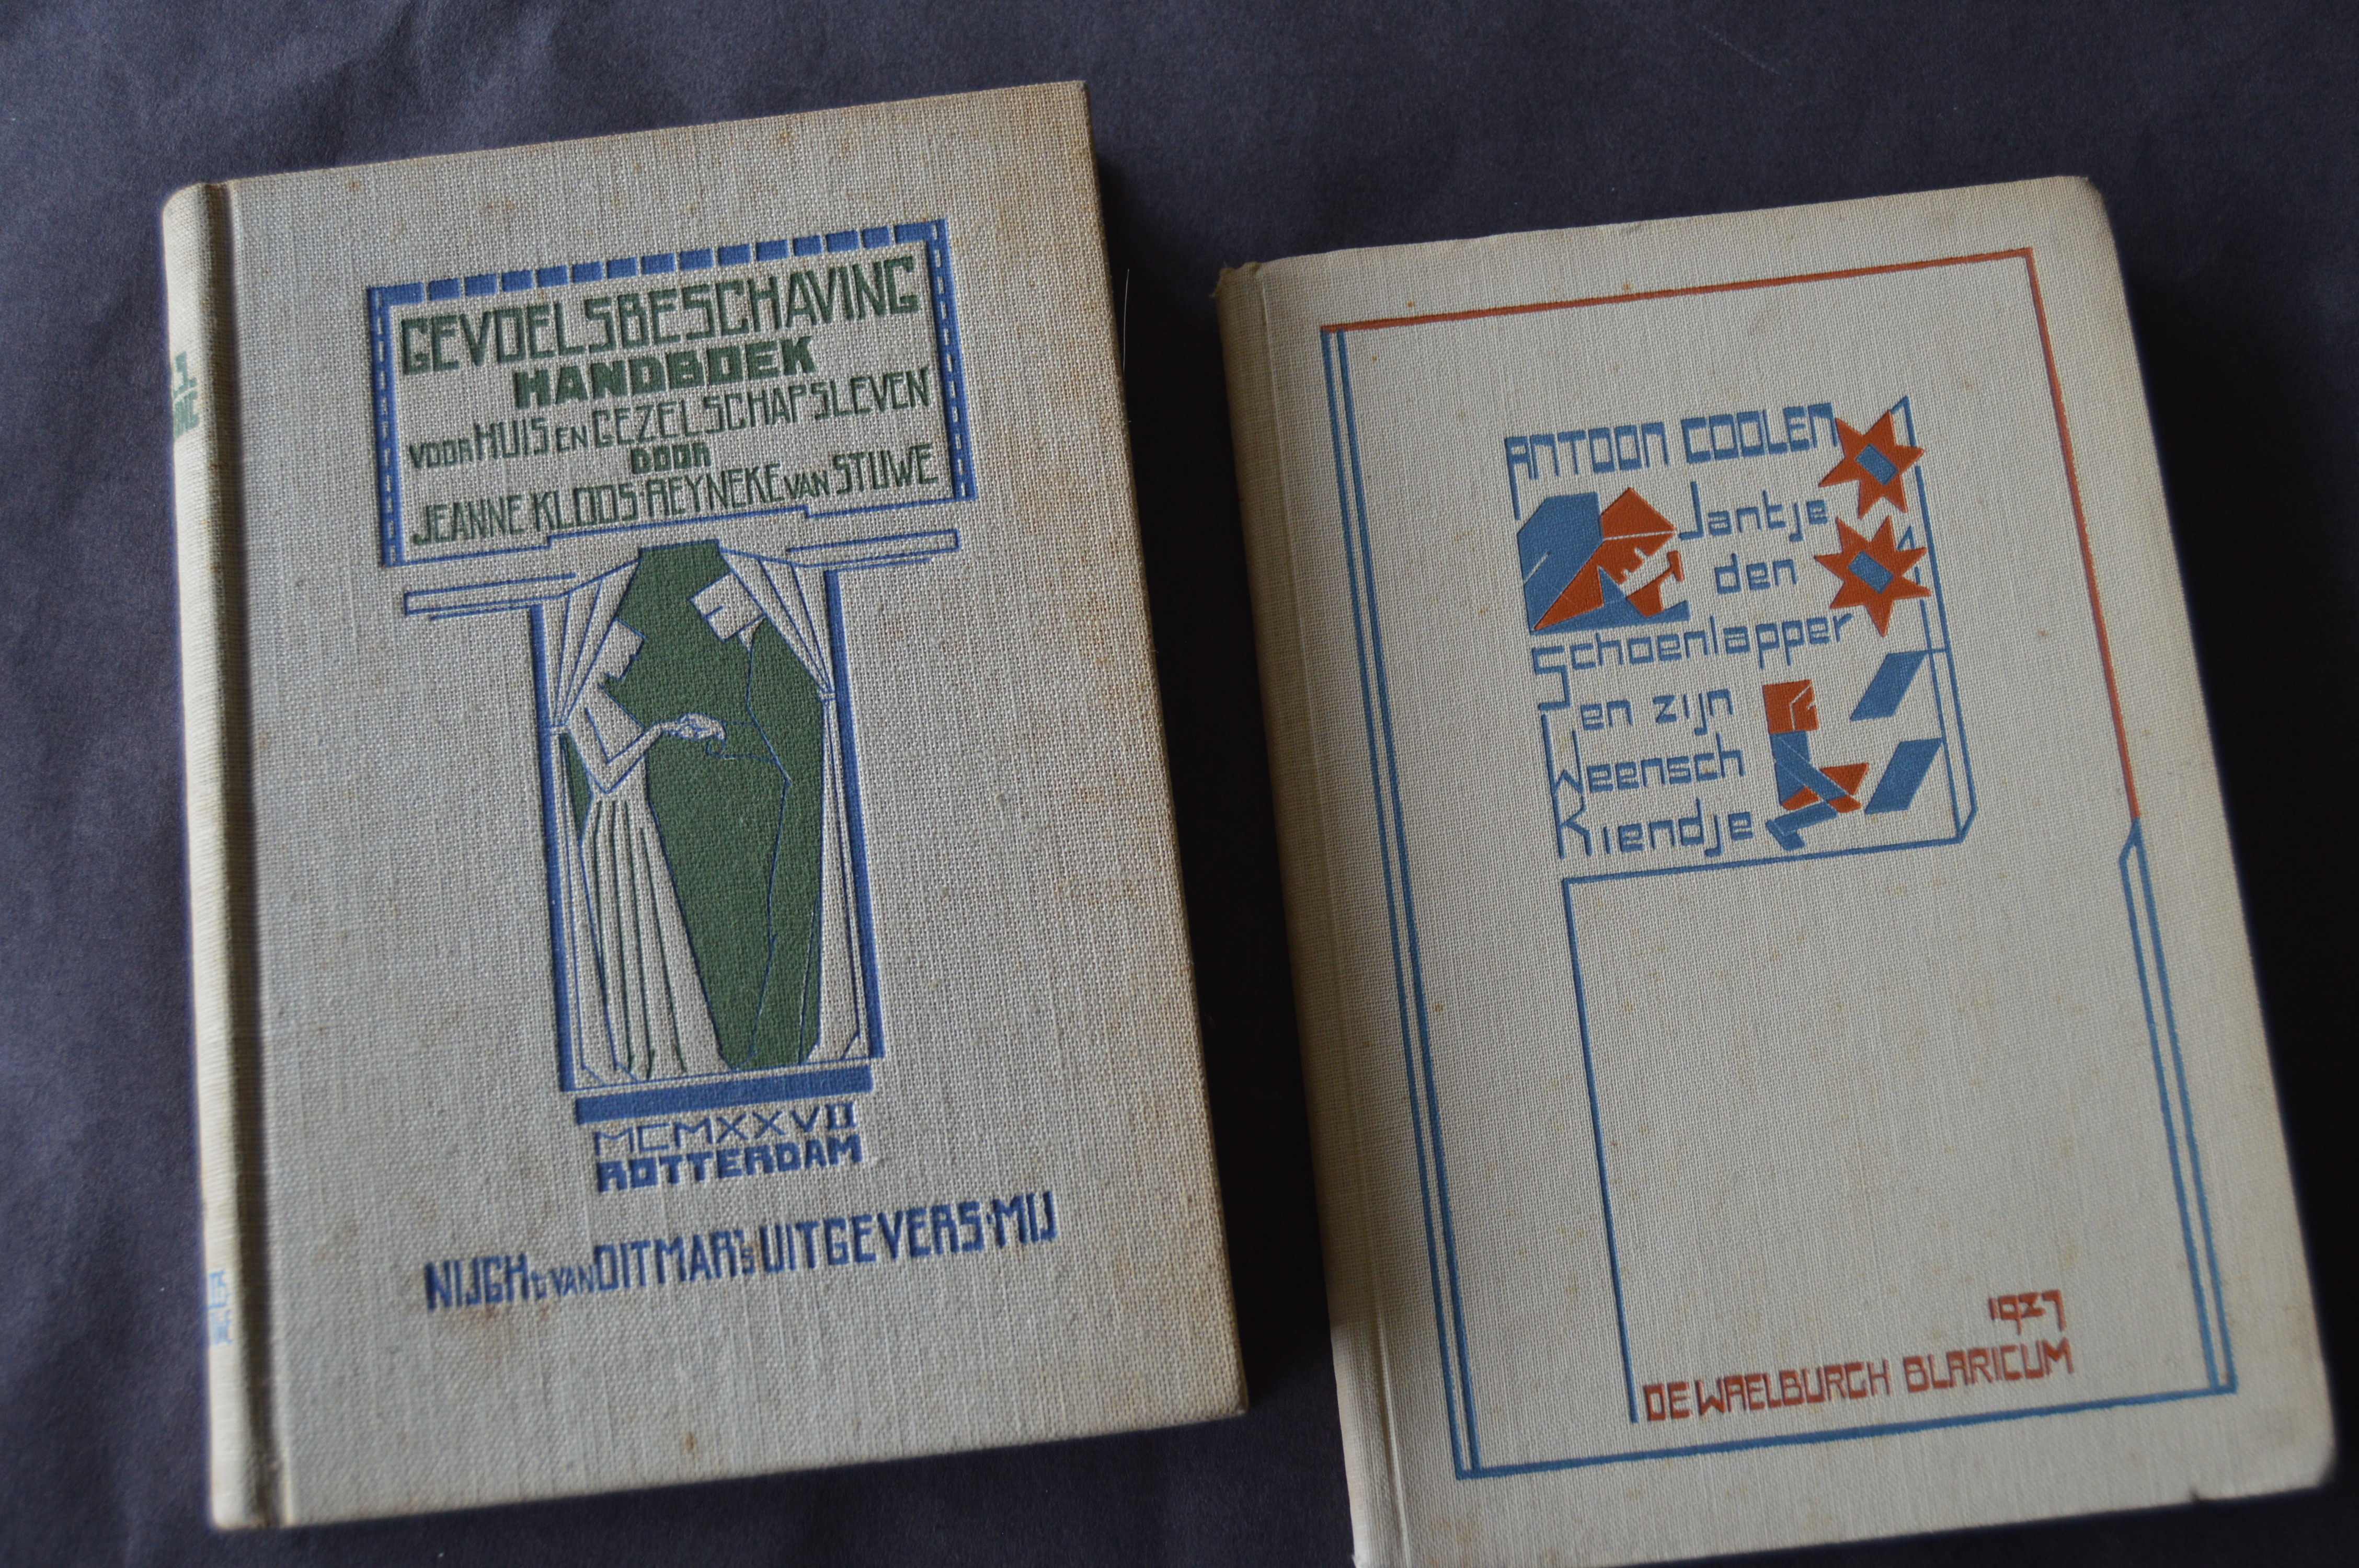 GEVOELSBESCHAVING
HANDBOEK
VOOR HUIS EN GEZELSCHAPSLEVEN
DOOR
JEANNE KLOOS REYNEKE VAN STUWE
MCMXXVII
ROTTERDAM
NIJGH & VAN DITMAR'S UITGEVERS·MIJ
ANTOON COOLEN
Jantje
den
Schoenlapper
en zijn
Weensch
Kiendje
1927
DE WAELBURGH BLARICUM